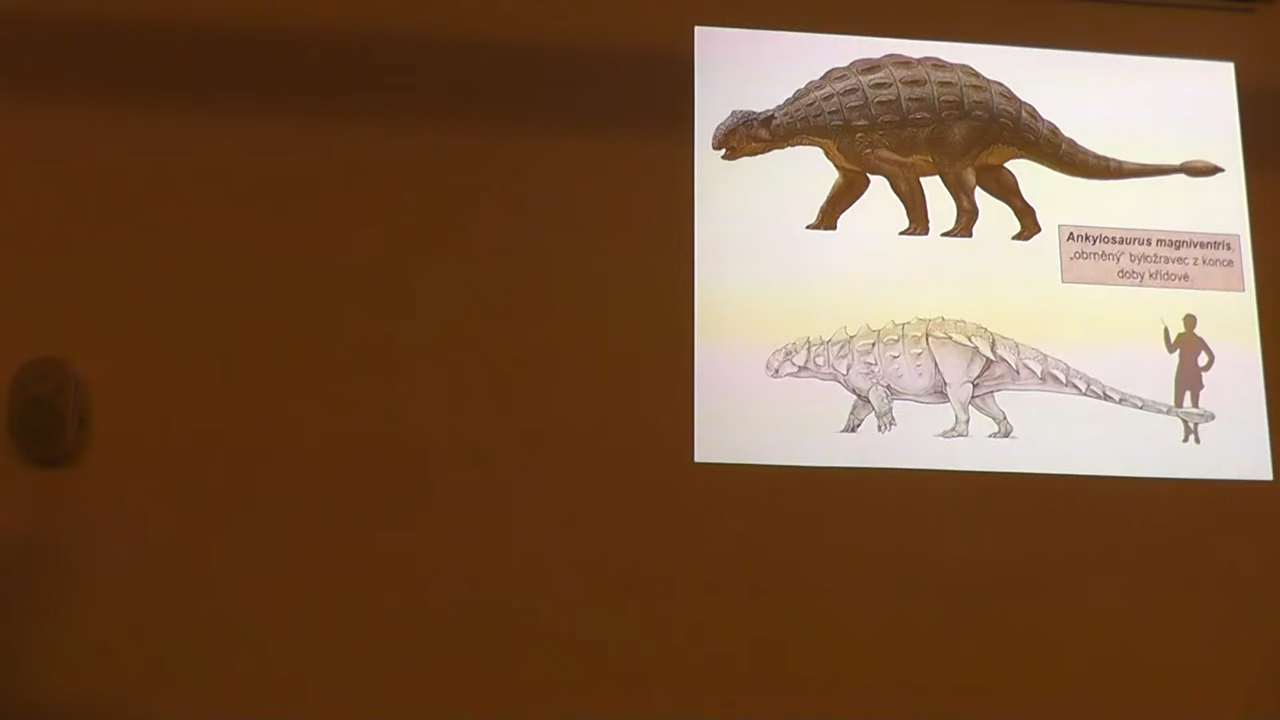 Ankylosaurus magniventris,
„obrněný" býložravec z konce
doby křídové.